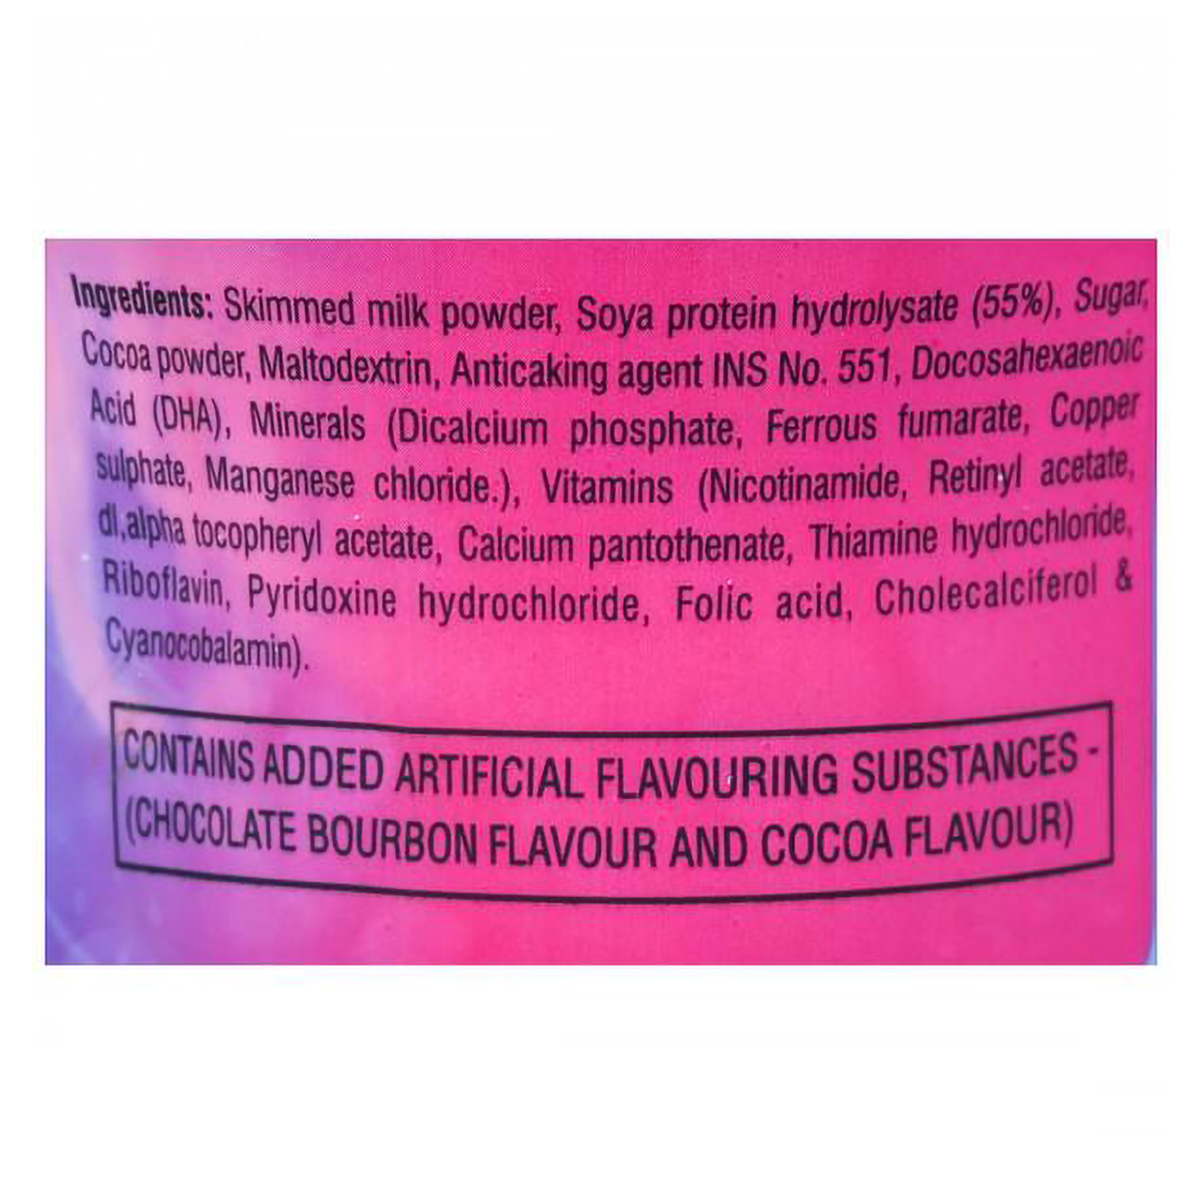 Ingredients: Skimmed milk powder, Soya protein hydrolysate (55%), Sugar,
Cocoa powder, Maltodextrin, Anticaking agent INS No. 551, Docosahexaenoic
Acid (DHA), Minerals (Dicalcium phosphate, Ferrous fumarate, Copper
sulphate, Manganese chloride.), Vitamins (Nicotinamide, Retinyl acetate,
dl,alpha tocopheryl acetate, Calcium pantothenate, Thiamine hydrochloride,
Riboflavin, Pyridoxine hydrochloride, Folic acid, Cholecalciferol &
Cyanocobalamin).
CONTAINS ADDED ARTIFICIAL FLAVOURING SUBSTANCES -
(CHOCOLATE BOURBON FLAVOUR AND COCOA FLAVOUR)